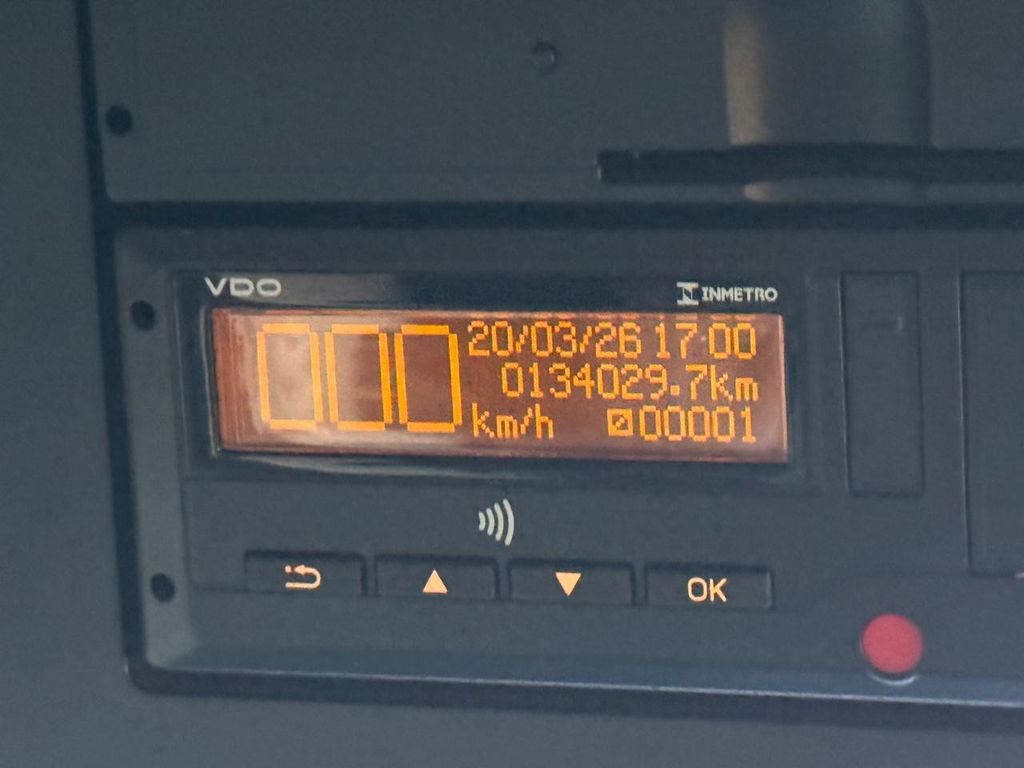 VDO
INMETRO
000
20/03/26 17:00
0134029.7km
km/h
00001
OK